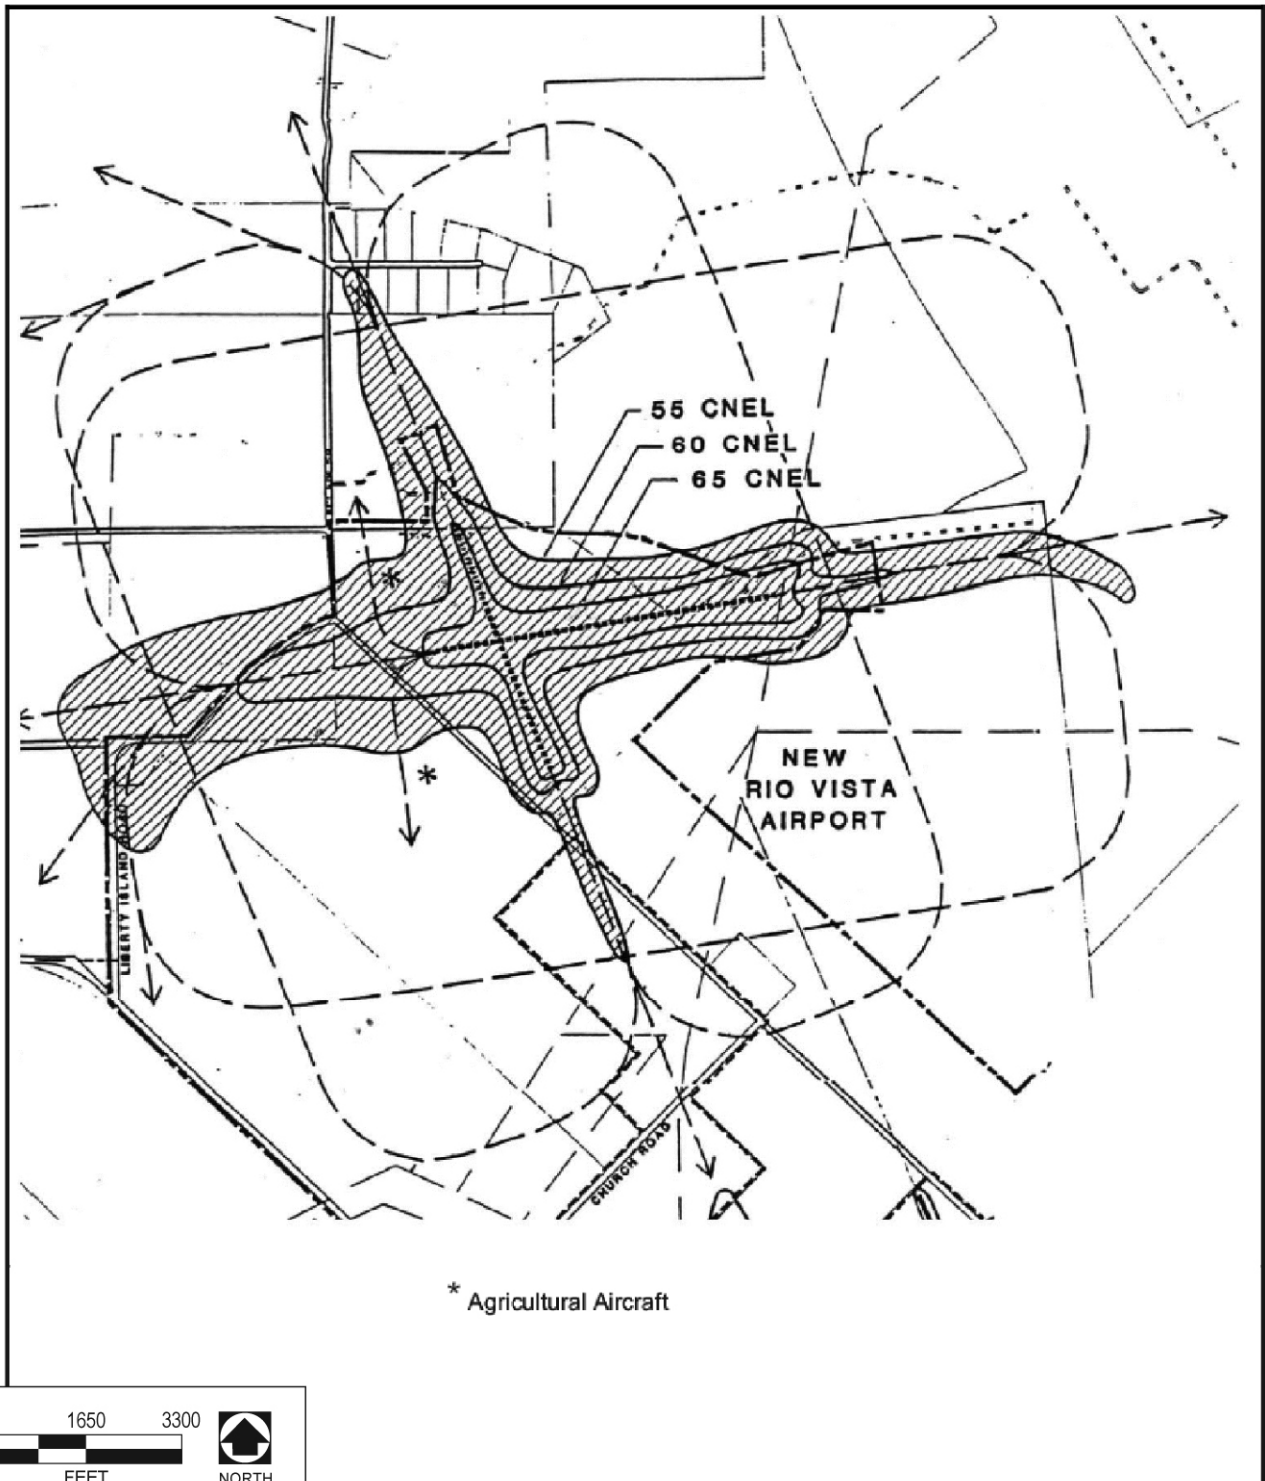 55 CNEL
60 CNEL
65 CNEL
*
*
NEW
RIO VISTA
AIRPORT
LIBERTY ISLAND ROAD
CHURCH ROAD
* Agricultural Aircraft
1650 3300
FEET
NORTH